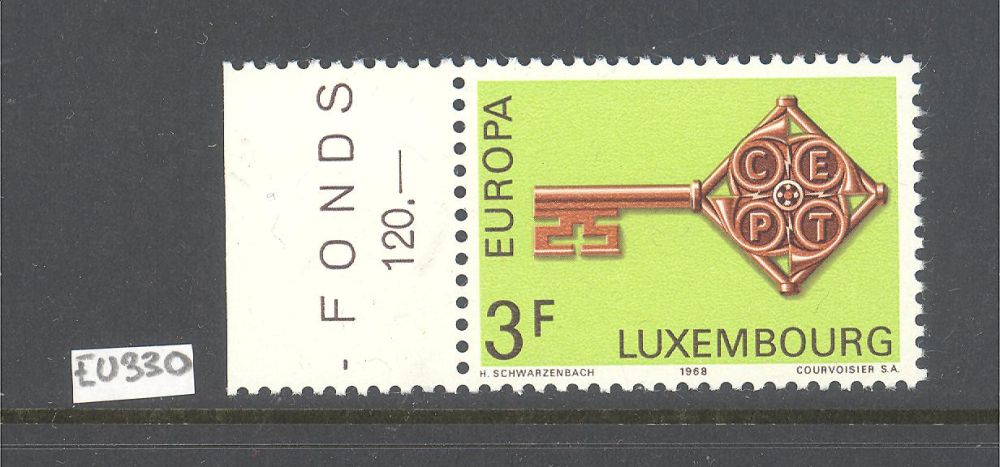 - FONDS
120.—
EUROPA
C E
P T
3F
LUXEMBOURG
H. SCHWARZENBACH 1968 COURVOISIER S.A.
EU330